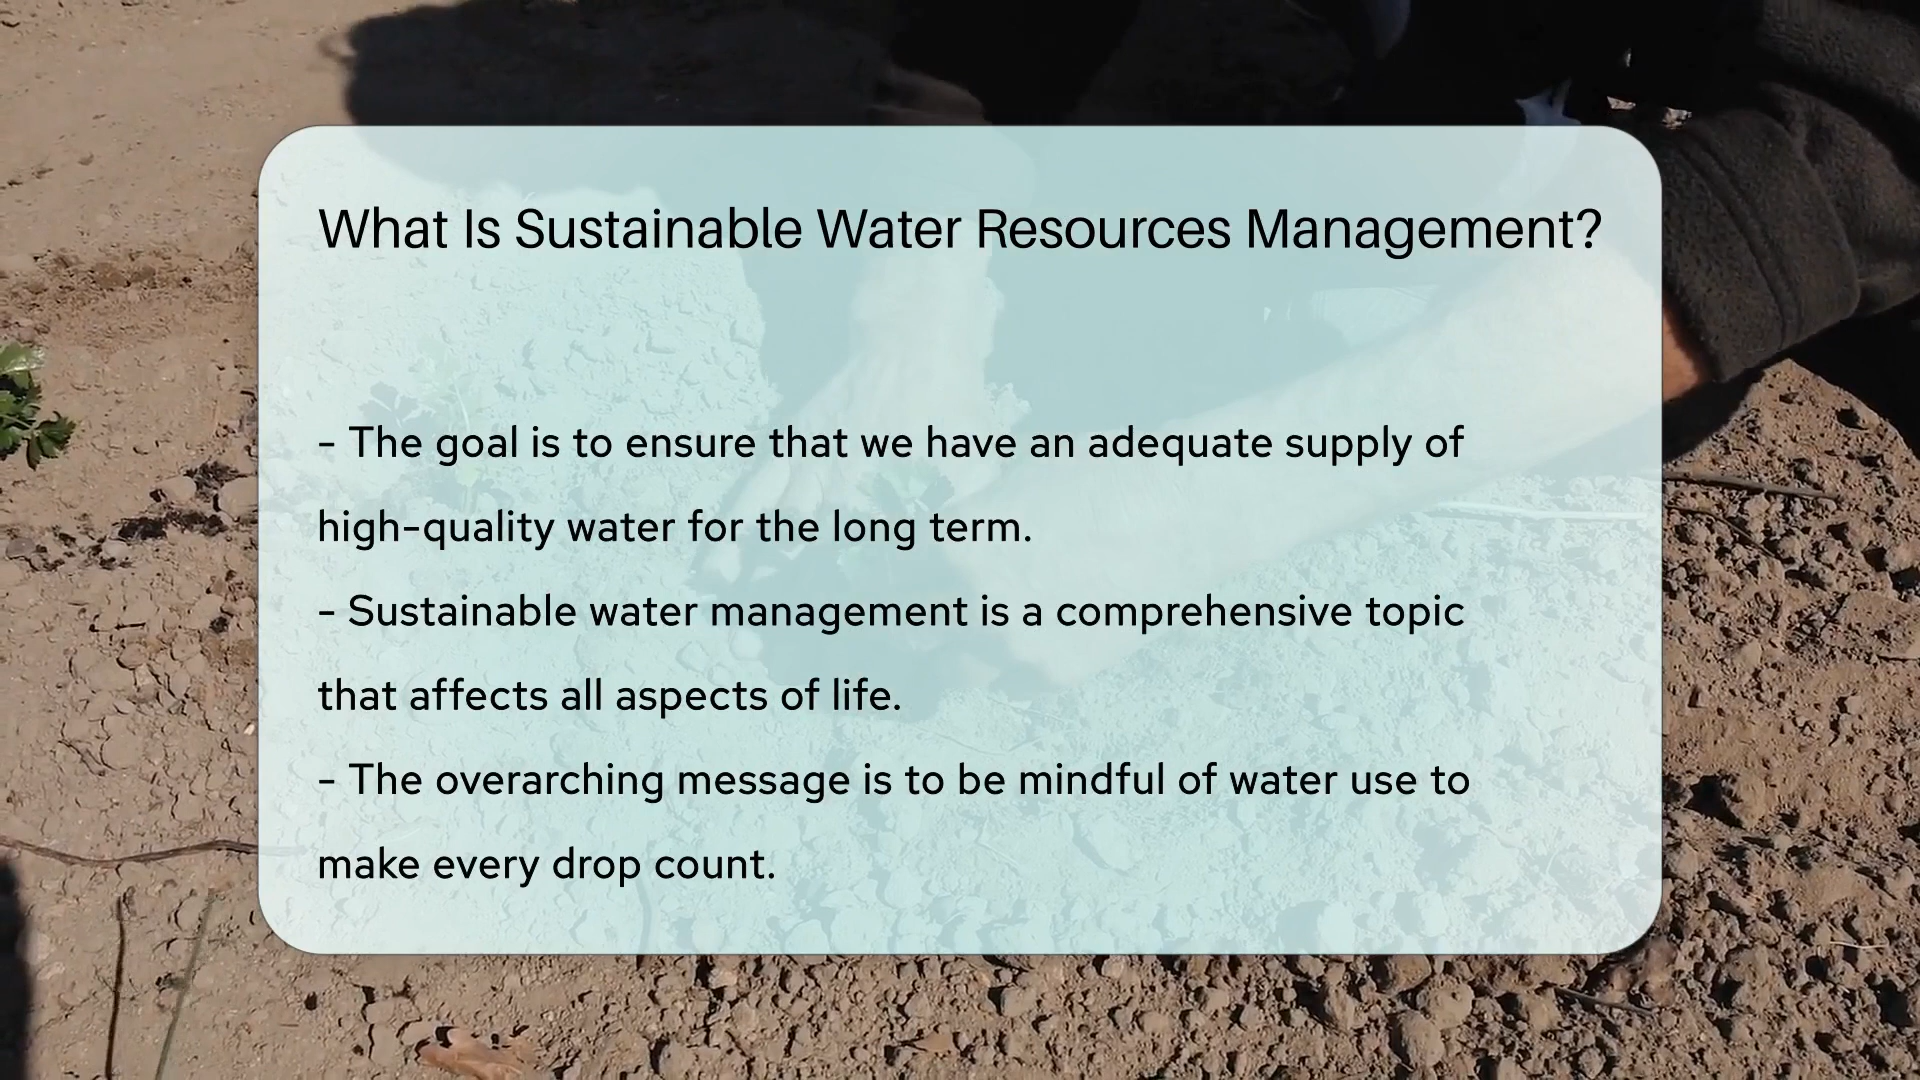 What Is Sustainable Water Resources Management?
- The goal is to ensure that we have an adequate supply of
high-quality water for the long term.
- Sustainable water management is a comprehensive topic
that affects all aspects of life.
- The overarching message is to be mindful of water use to
make every drop count.